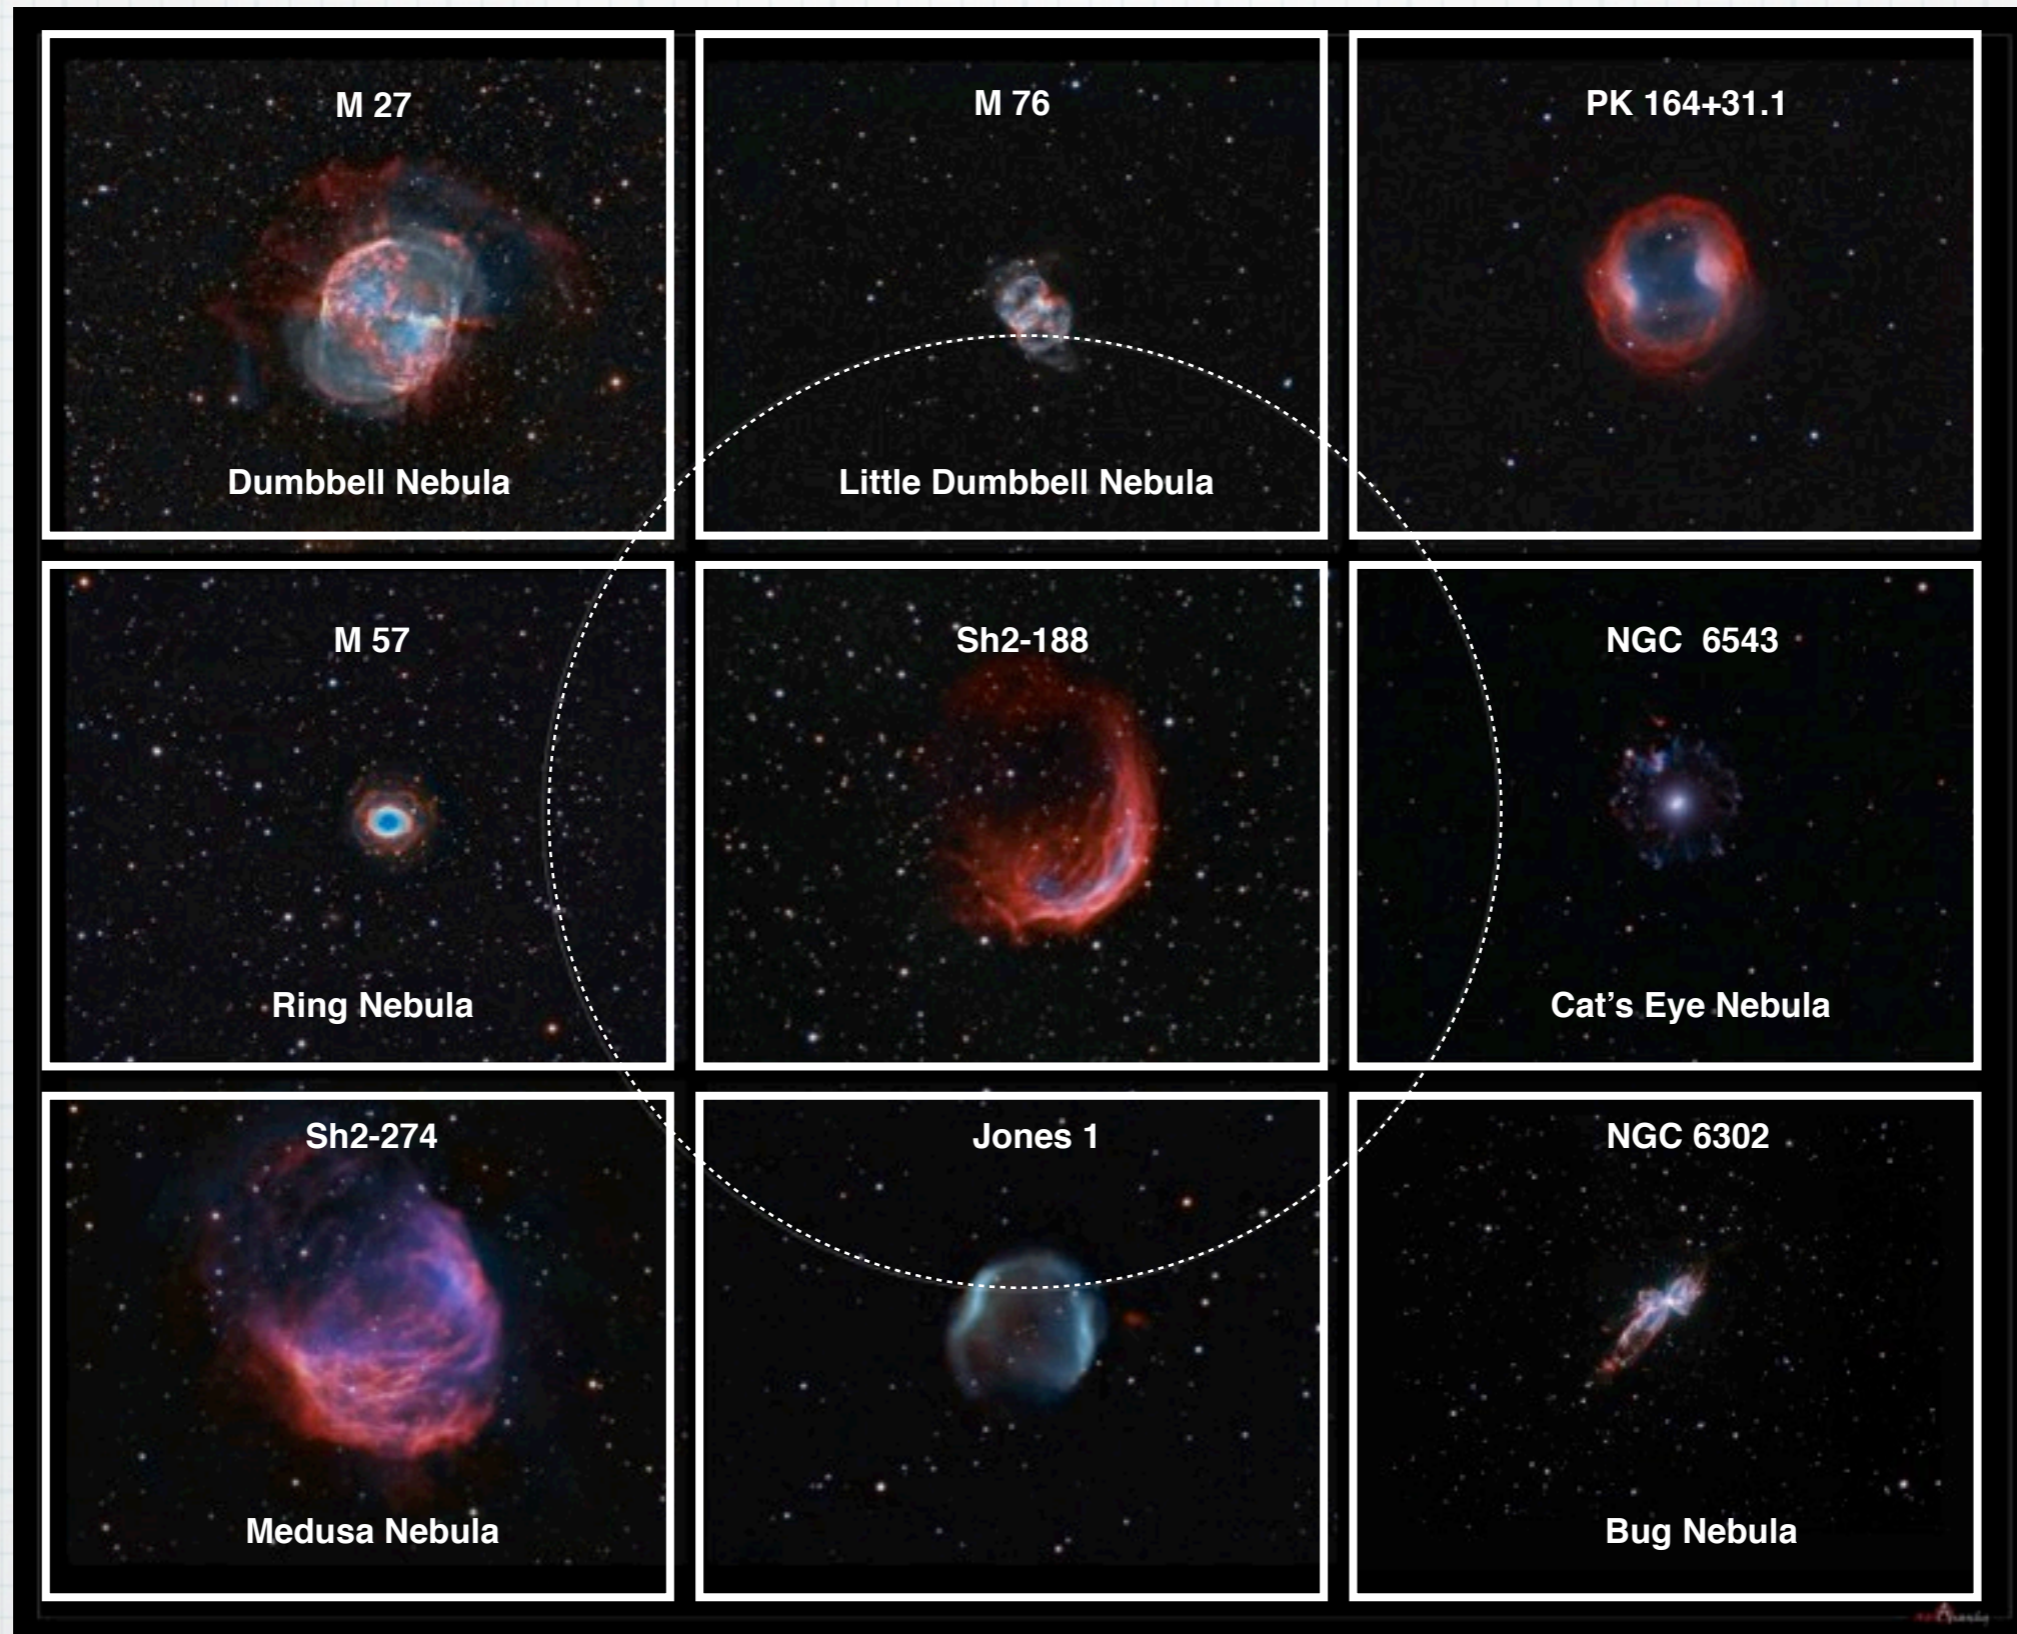 M 27
M 76
PK 164+31.1
Dumbbell Nebula
Little Dumbbell Nebula
M 57
Sh2-188
NGC  6543
Ring Nebula
Cat’s Eye Nebula
Sh2-274
Jones 1
NGC 6302
Medusa Nebula
Bug Nebula